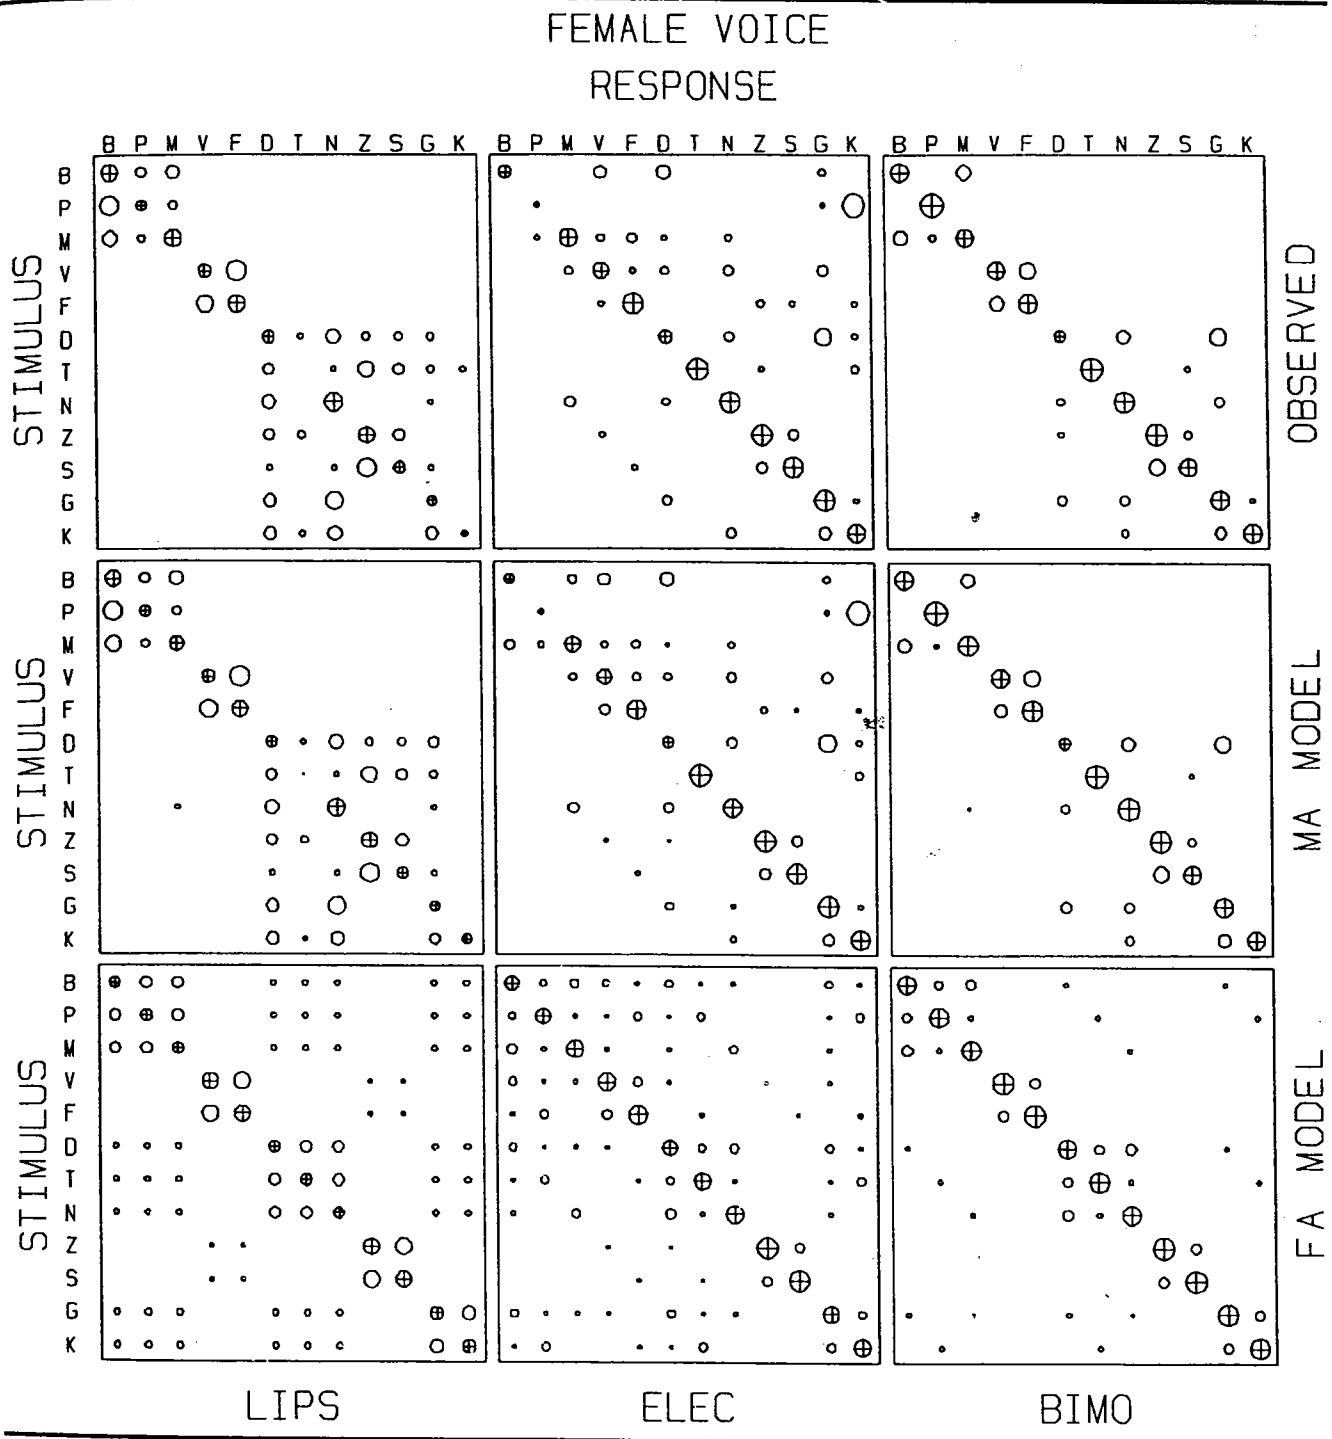 FEMALE VOICE
RESPONSE
B P M V F D T N Z S G K B P M V F D T N Z S G K B P M V F D T N Z S G K
STIMULUS
B
P
M
V
F
D
T
N
Z
S
G
K
OBSERVED
STIMULUS
B
P
M
V
F
D
T
N
Z
S
G
K
MA MODEL
STIMULUS
B
P
M
V
F
D
T
N
Z
S
G
K
FA MODEL
LIPS ELEC BIMO